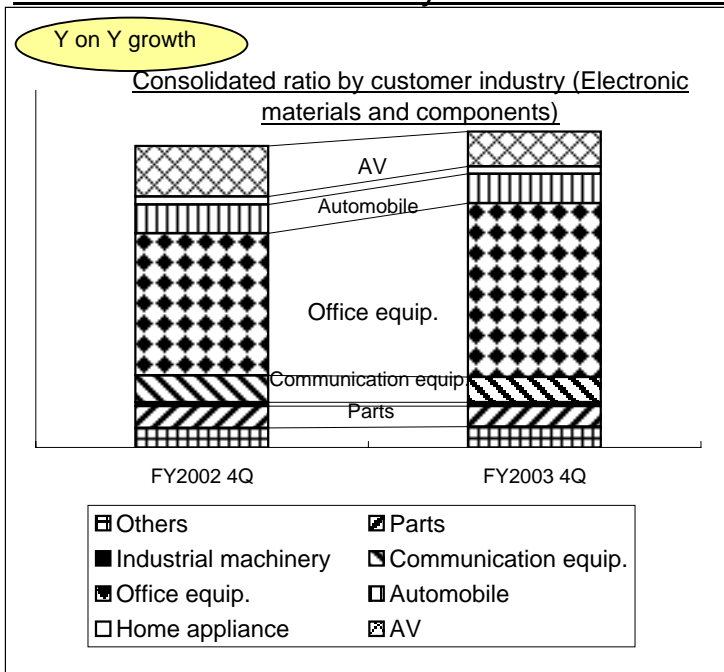 Y on Y growth
Consolidated ratio by customer industry (Electronic
materials and components)
AV
Automobile
Office equip.
Communication equip.
Parts
FY2002 4Q
FY2003 4Q
Others
Parts
Industrial machinery
Communication equip.
Office equip.
Automobile
Home appliance
AV